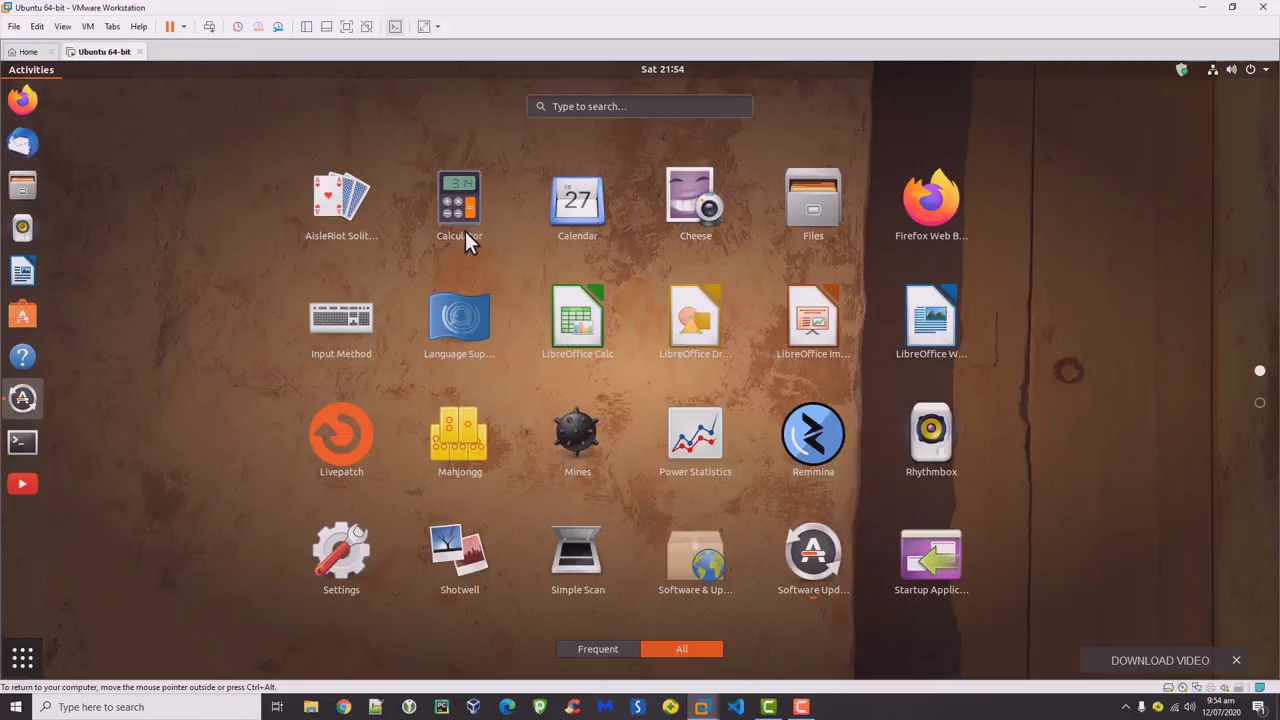 Ubuntu 64-bit - VMware Workstation
File Edit View VM Tabs Help
Home Ubuntu 64-bit
Activities Sat 21:54
Type to search...
3.14
A A
FRI
27
AisleRiot Solit... Calculator Calendar Cheese Files Firefox Web B...
Input Method Language Sup... LibreOffice Calc LibreOffice Dr... LibreOffice Im... LibreOffice W...
Livepatch Mahjongg Mines Power Statistics Remmina Rhythmbox
Settings Shotwell Simple Scan Software & Up... Software Upd... Startup Applic...
Frequent All
DOWNLOAD VIDEO
To return to your computer, move the mouse pointer outside or press Ctrl+Alt.
Type here to search
9:54 am
12/07/2020